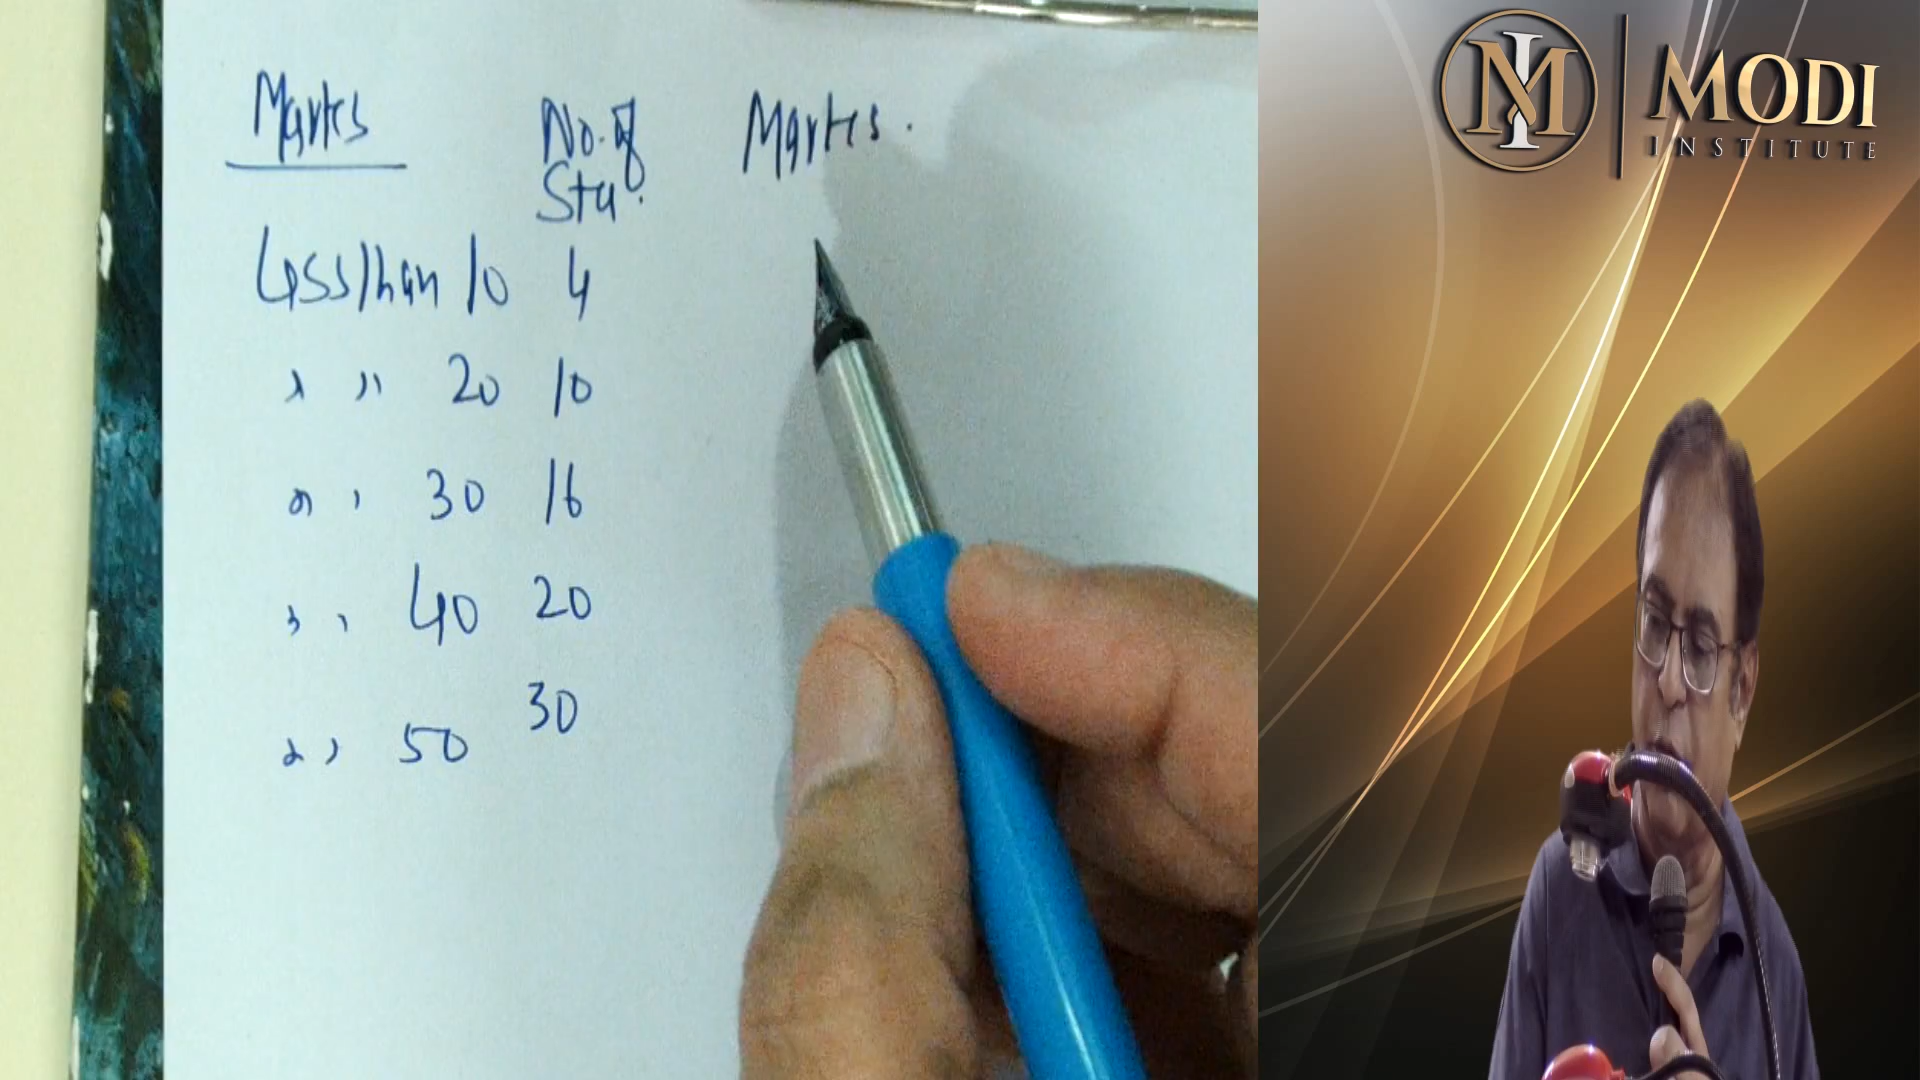 Marks No. of Stu. Marks.
Less than 10 4
" " 20 10
" " 30 16
" " 40 20
" " 50 30
MI | MODI
INSTITUTE